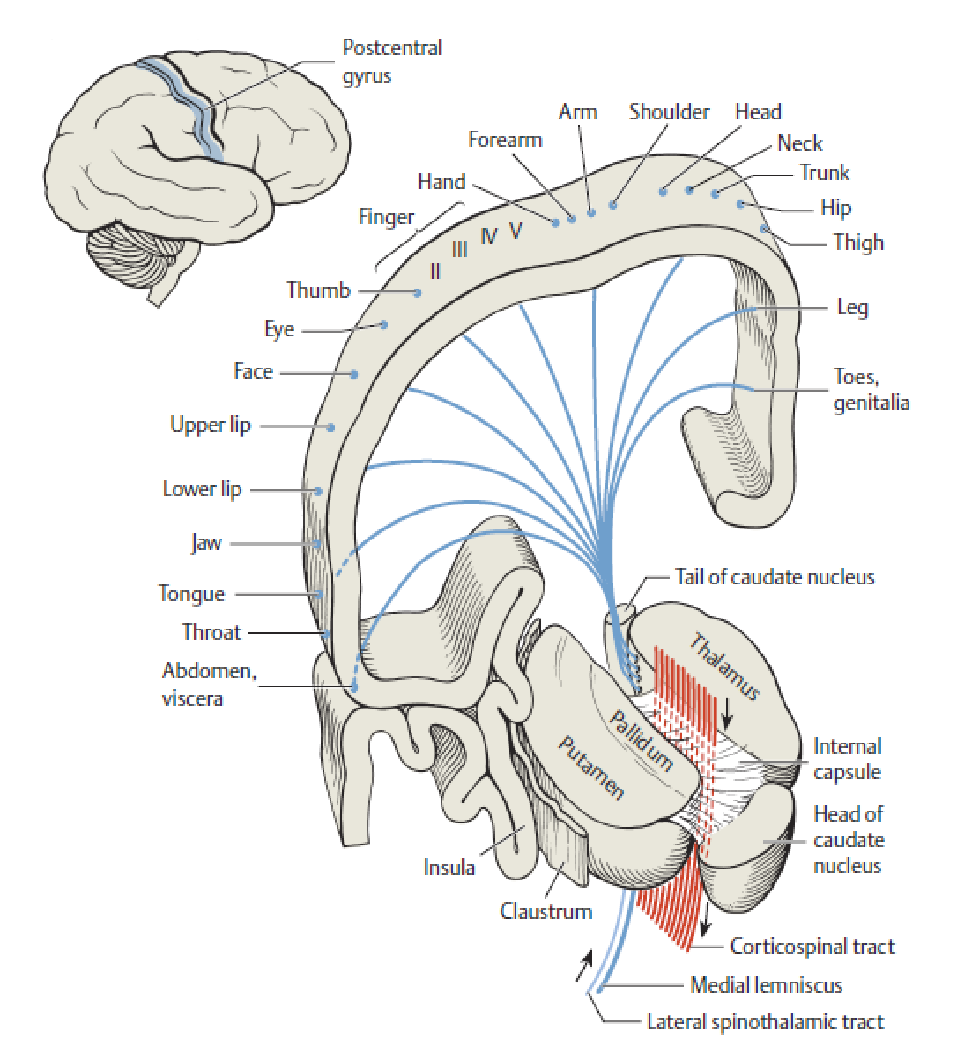 Postcentral
gyrus
Arm
Shoulder
Head
Forearm
Neck
Hand
Trunk
Finger
Hip
V
IV
III
II
Thigh
Thumb
Leg
Eye
Face
Toes,
genitalia
Upper lip
Lower lip
Jaw
Tail of caudate nucleus
Tongue
Throat
Abdomen,
viscera
Thalamus
Pallidum
Putamen
Internal
capsule
Head of
caudate
nucleus
Insula
Claustrum
Corticospinal tract
Medial lemniscus
Lateral spinothalamic tract